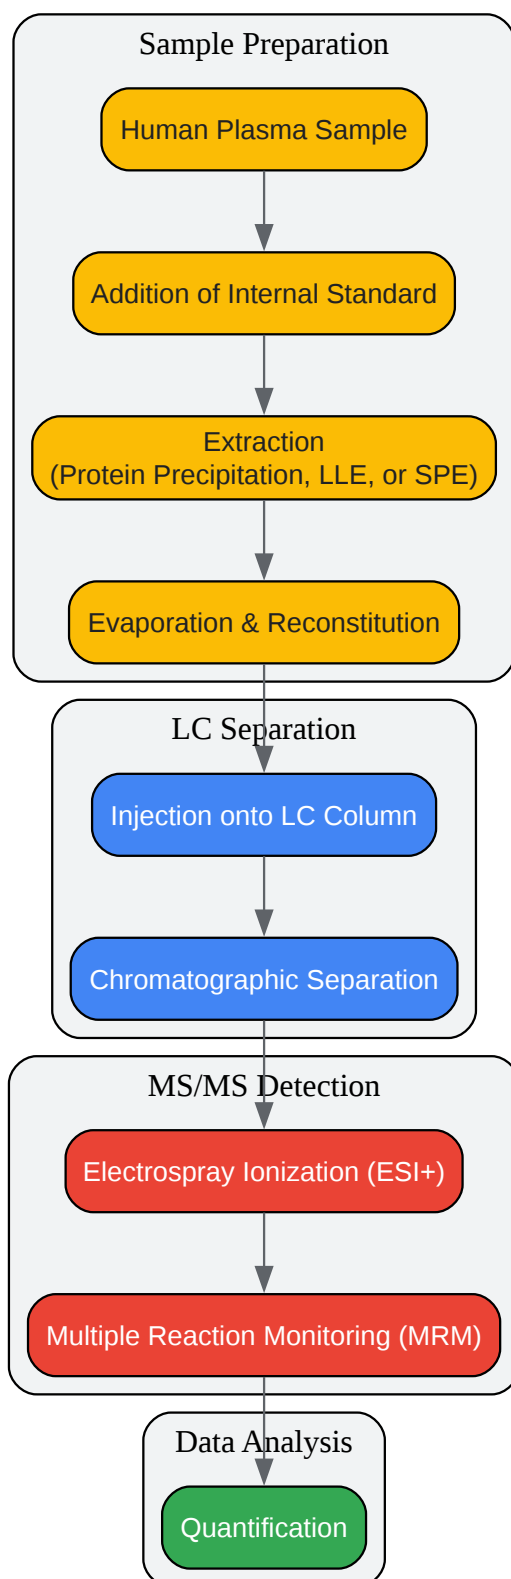 Sample Preparation
Human Plasma Sample
Addition of Internal Standard
Extraction
(Protein Precipitation, LLE, or SPE)
Evaporation & Reconstitution
LC Separation
Injection onto LC Column
Chromatographic Separation
MS/MS Detection
Electrospray Ionization (ESI+)
Multiple Reaction Monitoring (MRM)
Data Analysis
Quantification